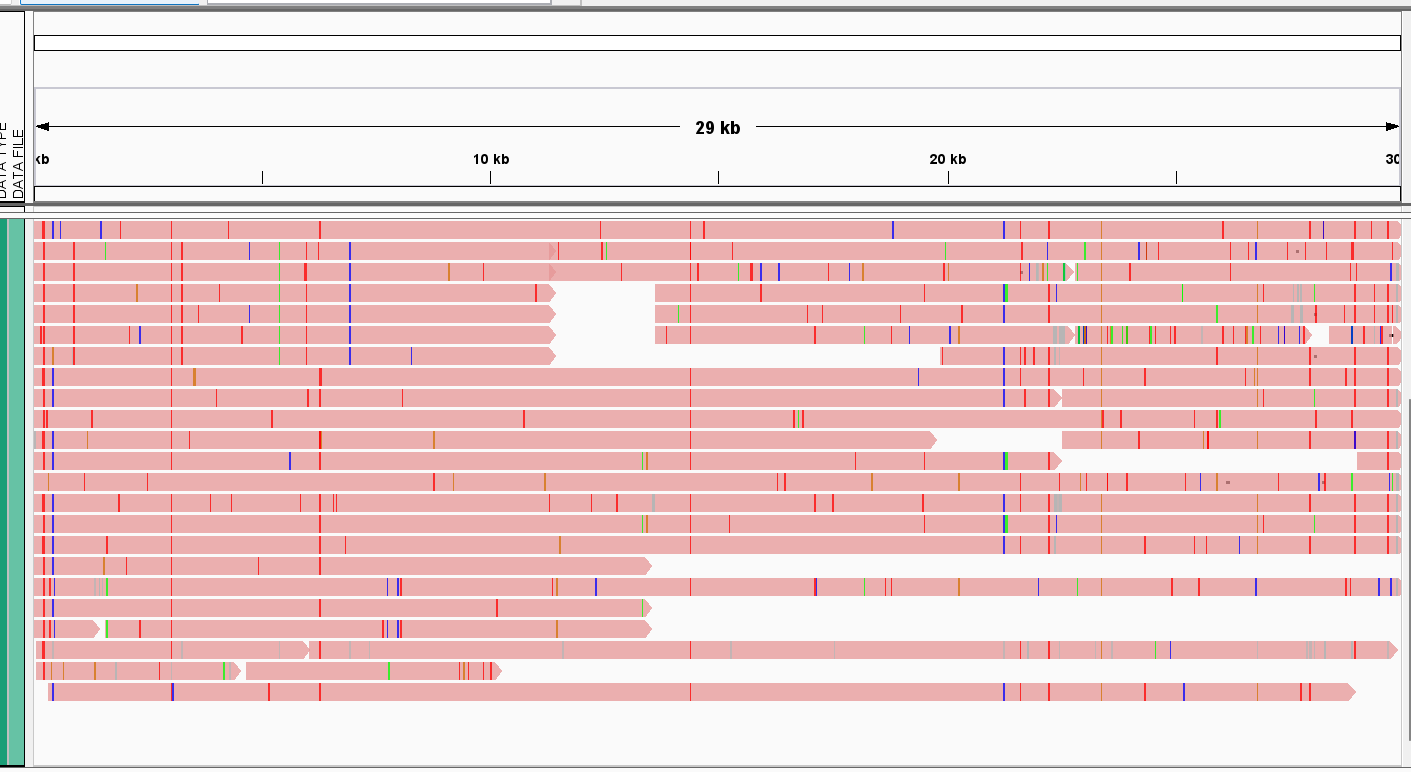 DATA TYPE
DATA FILE
29 kb
kb 10 kb 20 kb 30